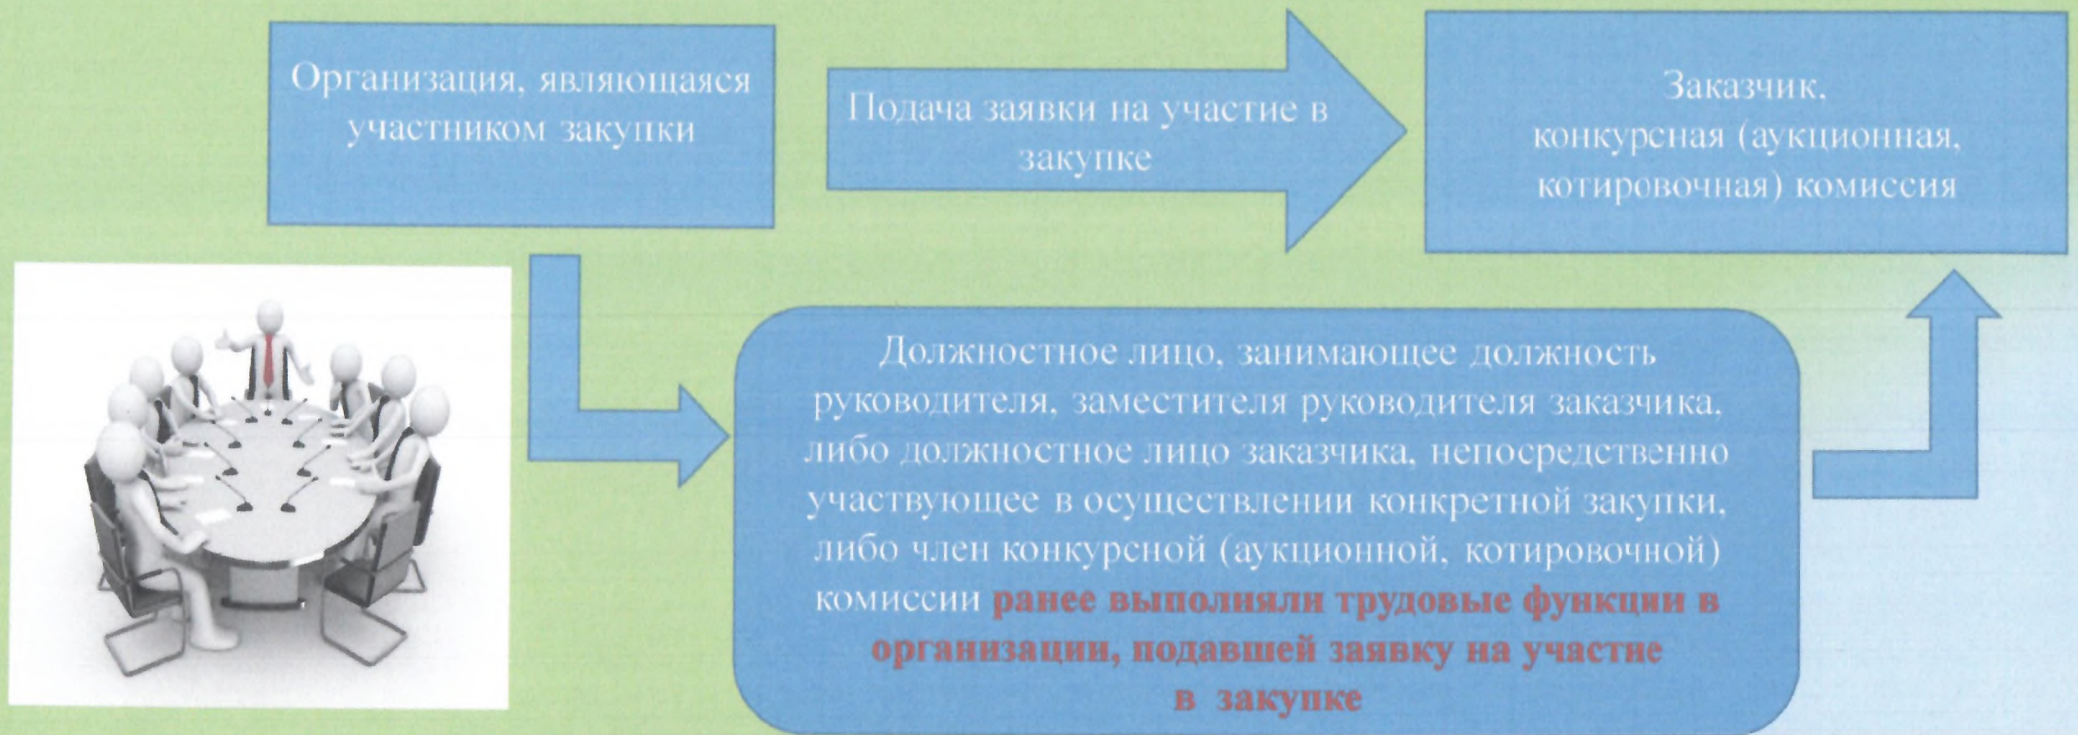 Организация, являющаяся
участником закупки
Подача заявки на участие в
закупке
Заказчик,
конкурсная (аукционная,
котировочная) комиссия
Должностное лицо, занимающее должность
руководителя, заместителя руководителя заказчика,
либо должностное лицо заказчика, непосредственно
участвующее в осуществлении конкретной закупки,
либо член конкурсной (аукционной, котировочной)
комиссии ранее выполняли трудовые функции в
организации, подавшей заявку на участие
в закупке